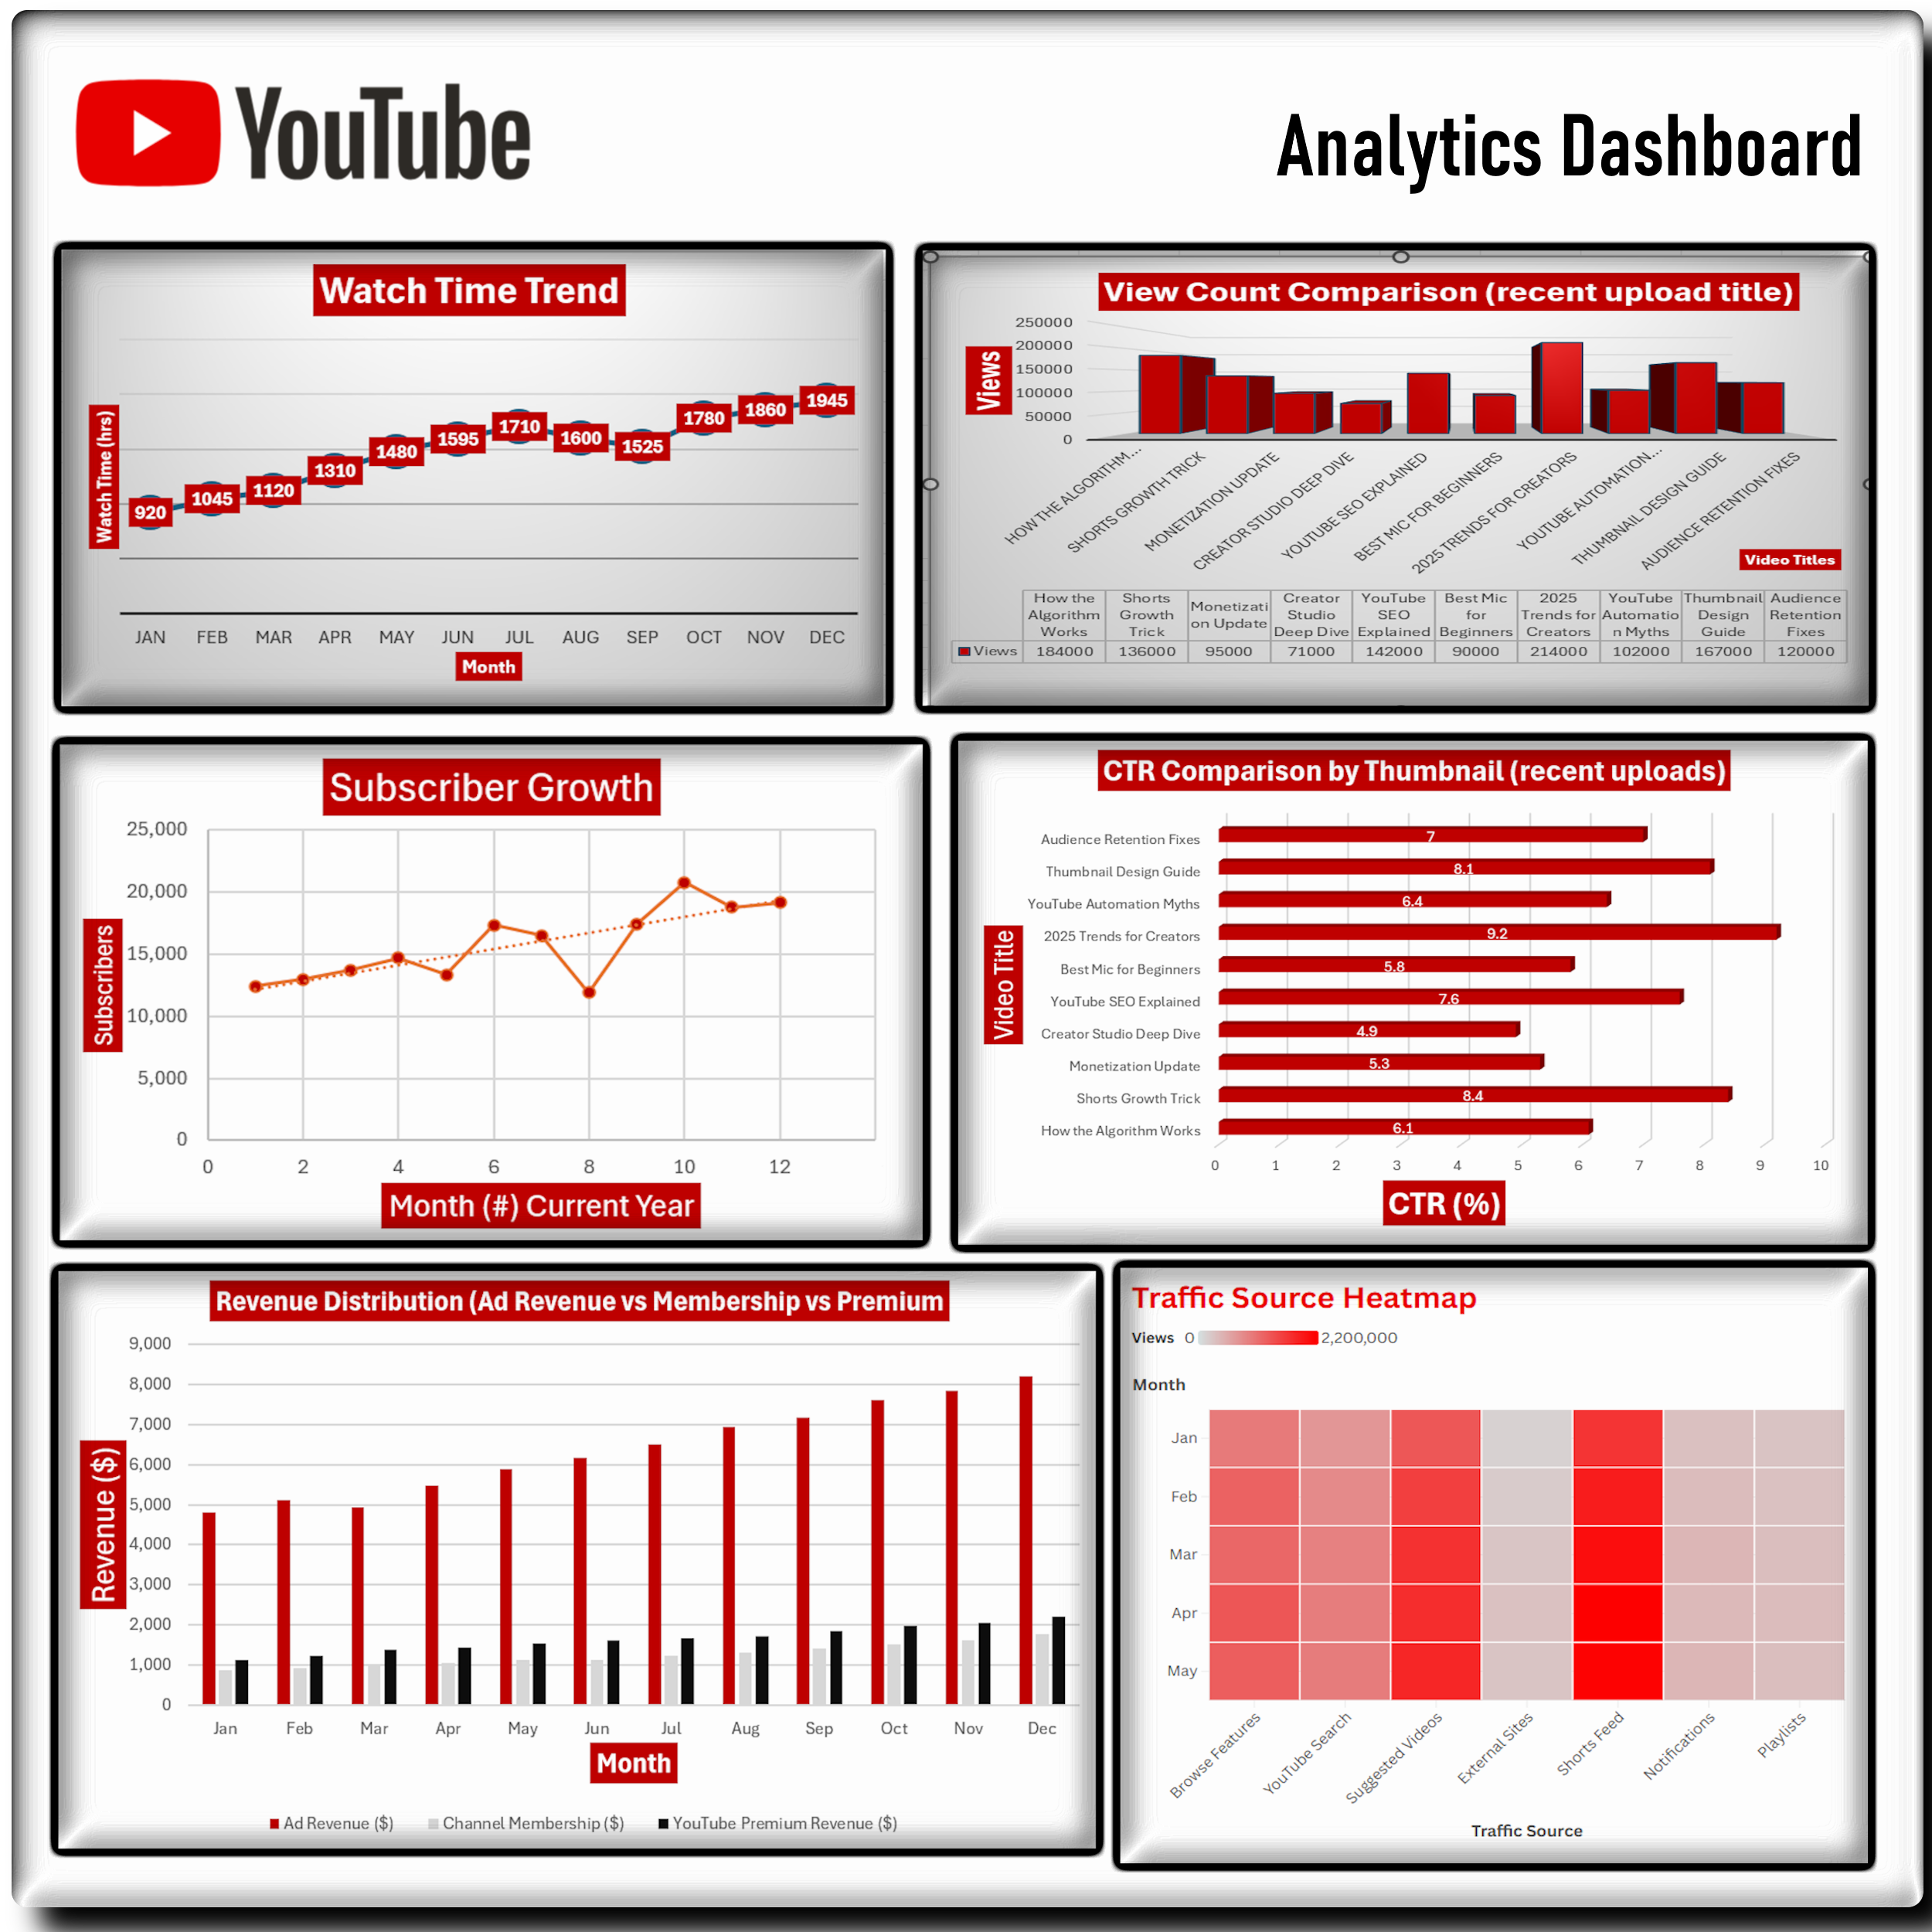 YouTube
Analytics Dashboard
Watch Time Trend
Watch Time (hrs)
920
1045
1120
1310
1480
1595
1710
1600
1525
1780
1860
1945
JAN FEB MAR APR MAY JUN JUL AUG SEP OCT NOV DEC
Month
View Count Comparison (recent upload title)
Views
250000
200000
150000
100000
50000
0
HOW THE ALGORITHM...
SHORTS GROWTH TRICK
MONETIZATION UPDATE
CREATOR STUDIO DEEP DIVE
YOUTUBE SEO EXPLAINED
BEST MIC FOR BEGINNERS
2025 TRENDS FOR CREATORS
YOUTUBE AUTOMATION...
THUMBNAIL DESIGN GUIDE
AUDIENCE RETENTION FIXES
Video Titles
How the Shorts Creator YouTube Best Mic 2025 YouTube Thumbnail Audience
Algorithm Growth Monetizati Studio SEO for Trends for Automatio Design Retention
Works Trick on Update Deep Dive Explained Beginners Creators n Myths Guide Fixes
Views 184000 136000 95000 71000 142000 90000 214000 102000 167000 120000
Subscriber Growth
Subscribers
25,000
20,000
15,000
10,000
5,000
0
0 2 4 6 8 10 12
Month (#) Current Year
CTR Comparison by Thumbnail (recent uploads)
Video Title
Audience Retention Fixes 7
Thumbnail Design Guide 8.1
YouTube Automation Myths 6.4
2025 Trends for Creators 9.2
Best Mic for Beginners 5.8
YouTube SEO Explained 7.6
Creator Studio Deep Dive 4.9
Monetization Update 5.3
Shorts Growth Trick 8.4
How the Algorithm Works 6.1
0 1 2 3 4 5 6 7 8 9 10
CTR (%)
Revenue Distribution (Ad Revenue vs Membership vs Premium
Revenue ($)
9,000
8,000
7,000
6,000
5,000
4,000
3,000
2,000
1,000
0
Jan Feb Mar Apr May Jun Jul Aug Sep Oct Nov Dec
Month
Ad Revenue ($) Channel Membership ($) YouTube Premium Revenue ($)
Traffic Source Heatmap
Views 0 2,200,000
Month
Jan
Feb
Mar
Apr
May
Browse Features
YouTube Search
Suggested Videos
External Sites
Shorts Feed
Notifications
Playlists
Traffic Source